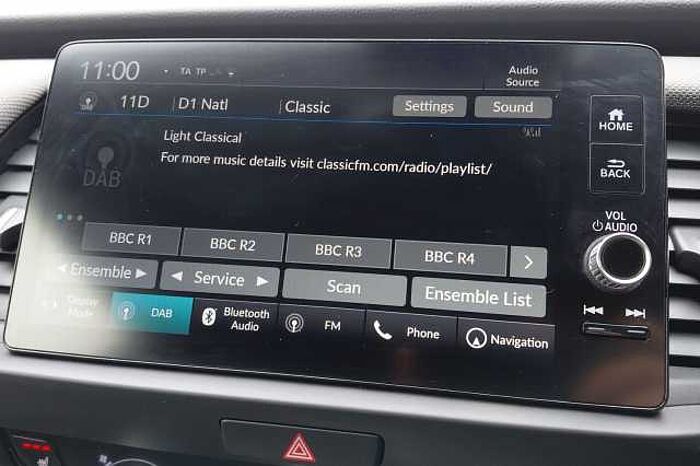 11:00 TA TP Audio Source
11D D1 Natl Classic Settings Sound
Light Classical
For more music details visit classicfm.com/radio/playlist/
DAB
HOME
BACK
VOL
AUDIO
BBC R1 BBC R2 BBC R3 BBC R4
Ensemble Service Scan Ensemble List
Display Mode DAB Bluetooth Audio FM Phone Navigation